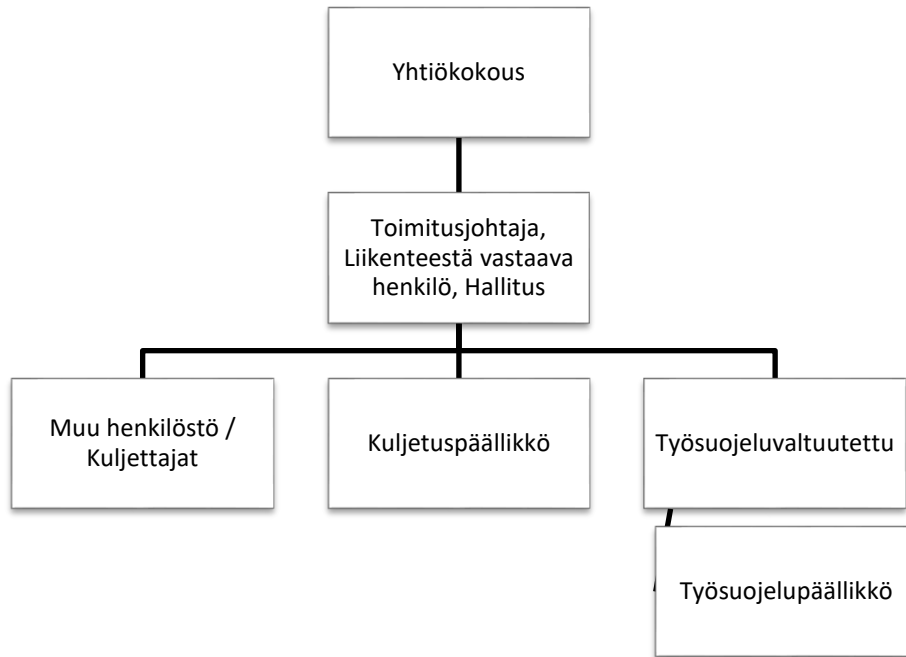 Yhtiökokous
Toimitusjohtaja,
Liikenteestä vastaava
henkilö, Hallitus
Muu henkilöstö /
Kuljettajat
Kuljetuspäällikkö
Työsuojeluvaltuutettu
Työsuojelupäällikkö